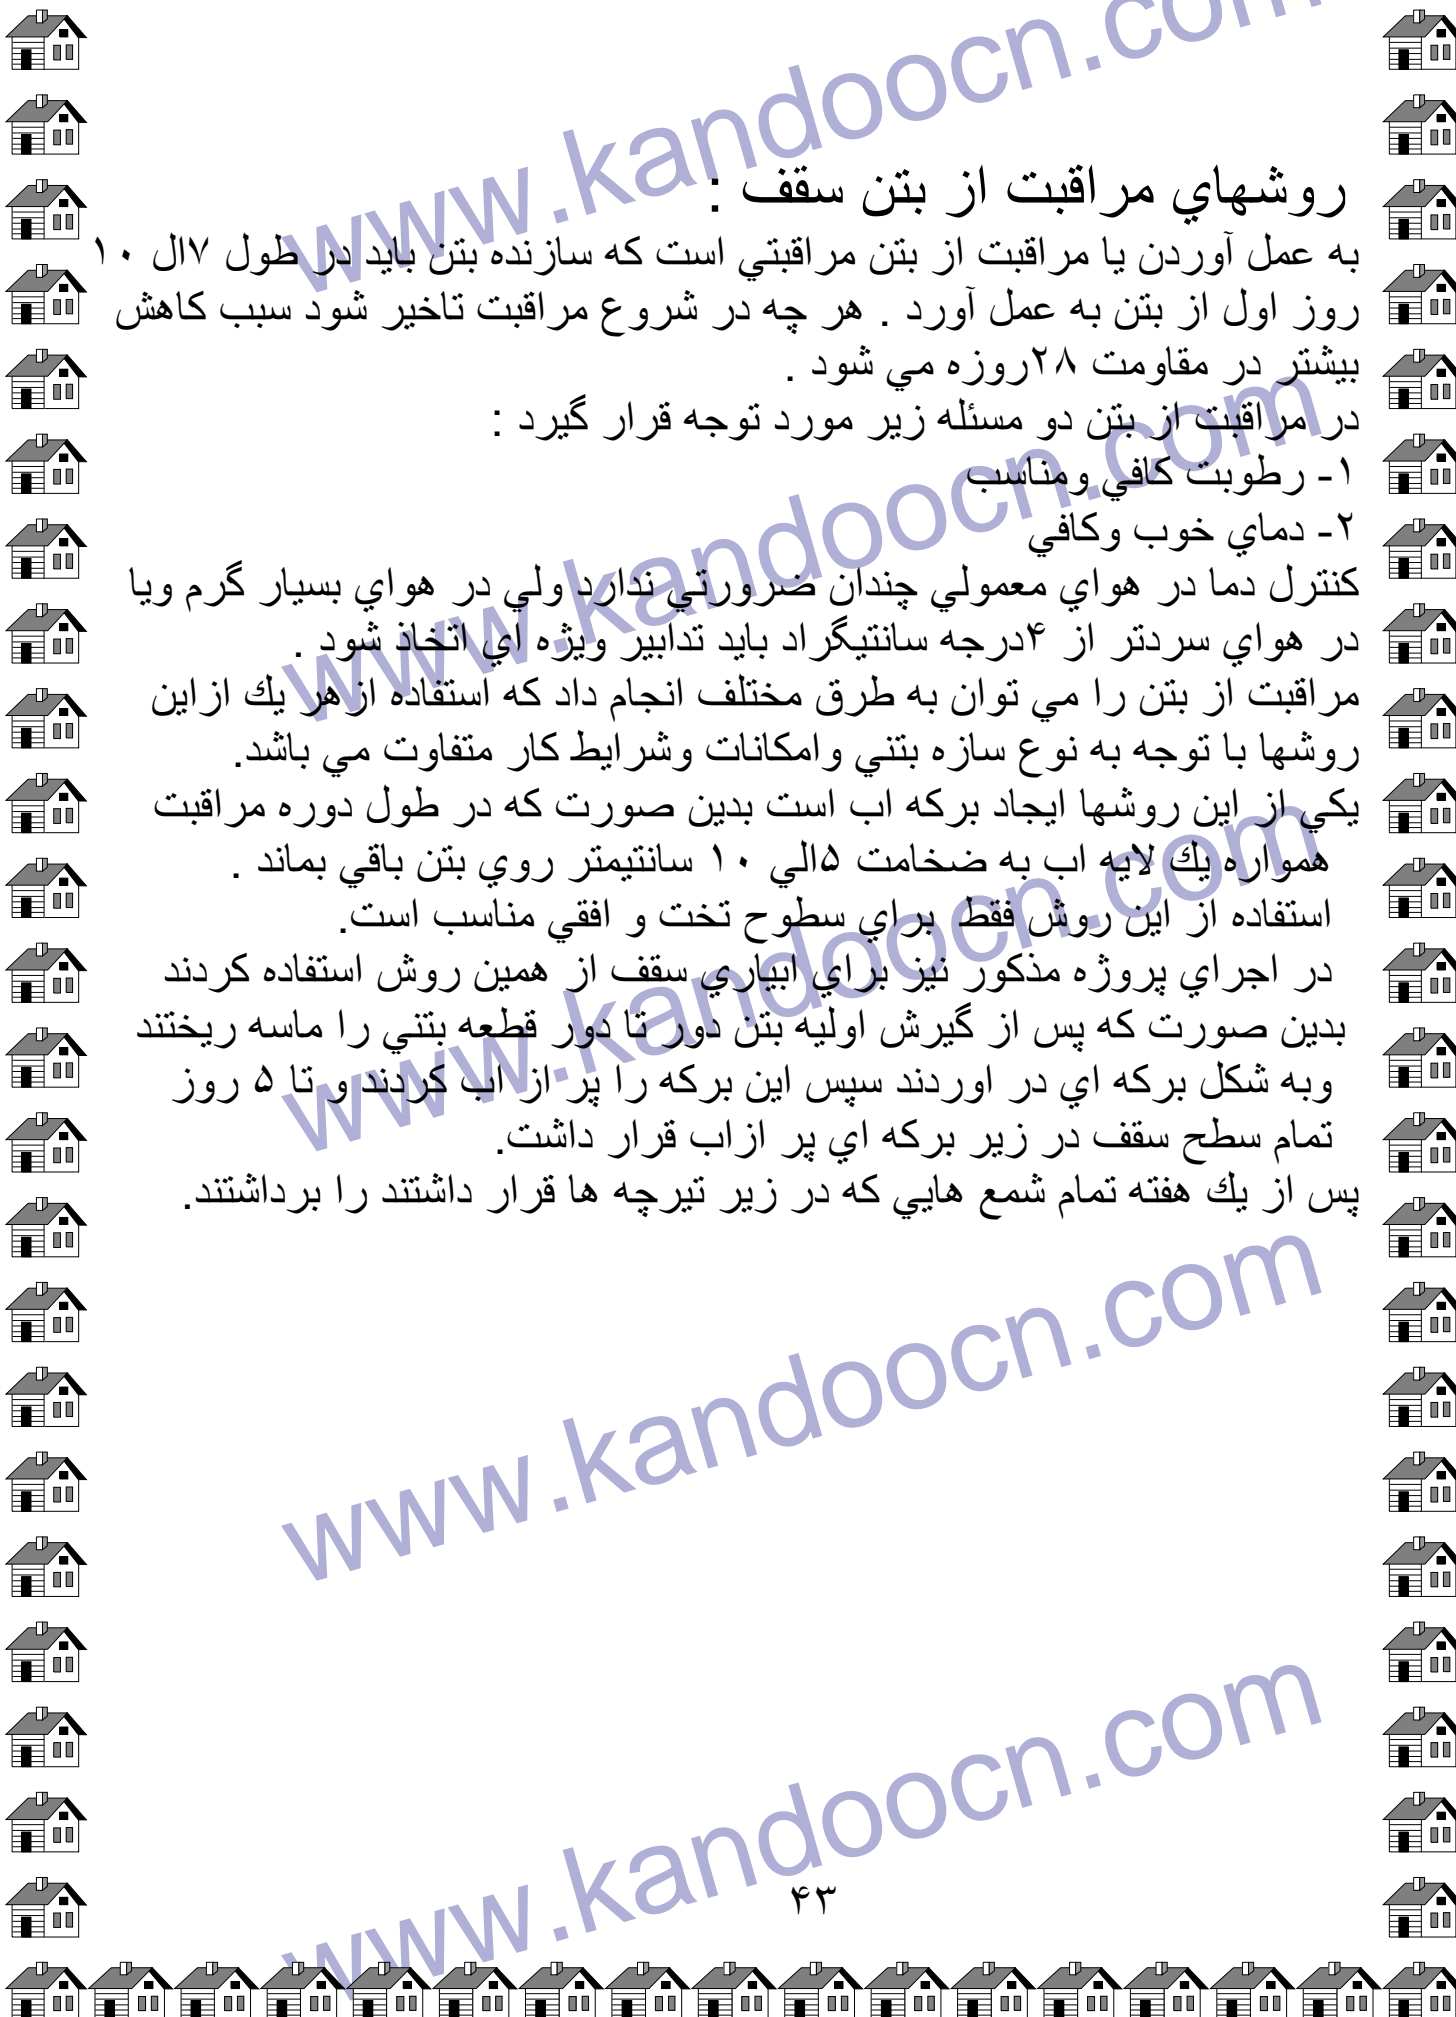 www.kandoocn.com
روشهاي مراقبت از بتن سقف :
به عمل آوردن يا مراقبت از بتن مراقبتي است كه سازنده بتن بايد در طول ۷ال ۱۰
روز اول از بتن به عمل آورد . هر چه در شروع مراقبت تاخير شود سبب كاهش
بيشتر در مقاومت ۲۸روزه مي شود .
در مراقبت از بتن دو مسئله زير مورد توجه قرار گيرد :
۱- رطوبت كافي ومناسب
۲- دماي خوب وكافي
www.kandoocn.com
كنترل دما در هواي معمولي چندان ضرورتي ندارد ولي در هواي بسيار گرم ويا
در هواي سردتر از ۴درجه سانتيگراد بايد تدابير ويژه اي اتخاذ شود .
مراقبت از بتن را مي توان به طرق مختلف انجام داد كه استفاده ازهر يك ازاين
روشها با توجه به نوع سازه بتني وامكانات وشرايط كار متفاوت مي باشد.
يكي از اين روشها ايجاد بركه اب است بدين صورت كه در طول دوره مراقبت
همواره يك لايه اب به ضخامت ۵الي ۱۰ سانتيمتر روي بتن باقي بماند .
استفاده از اين روش فقط براي سطوح تخت و افقي مناسب است.
www.kandoocn.com
در اجراي پروژه مذكور نيز براي ابياري سقف از همين روش استفاده كردند
بدين صورت كه پس از گيرش اوليه بتن دور تا دور قطعه بتني را ماسه ريختند
وبه شكل بركه اي در اوردند سپس اين بركه را پر از اب كردند و تا ۵ روز
تمام سطح سقف در زير بركه اي پر ازاب قرار داشت.
پس از يك هفته تمام شمع هايي كه در زير تيرچه ها قرار داشتند را برداشتند.
www.kandoocn.com
www.kandoocn.com
۴۳